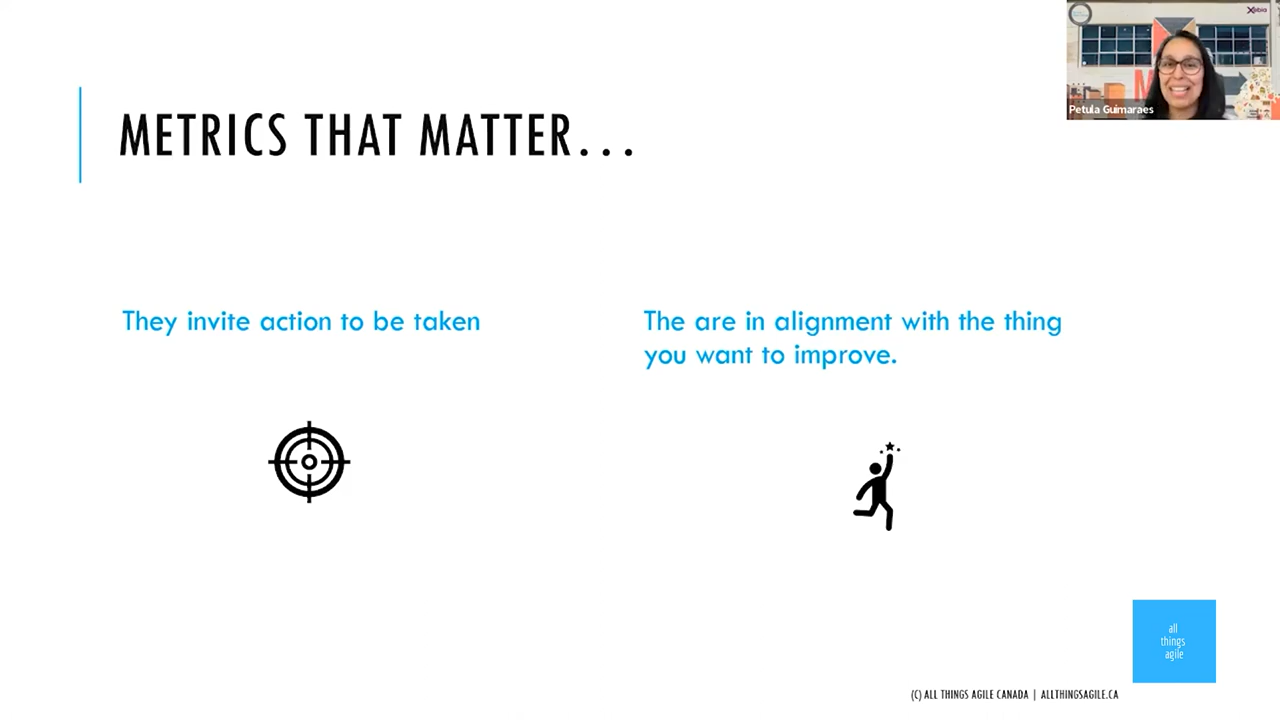 Xebia
Petula Guimaraes
METRICS THAT MATTER...
They invite action to be taken
The are in alignment with the thing
you want to improve.
all
things
agile
(C) ALL THINGS AGILE CANADA | ALLTHINGSAGILE.CA